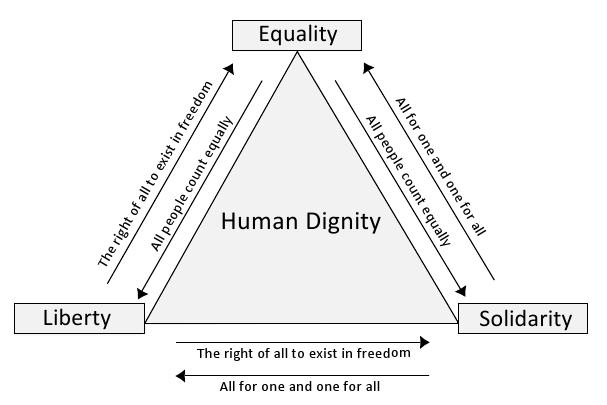 Equality
The right of all to exist in freedom
All people count equally
All people count equally
All for one and one for all
Human Dignity
Liberty
Solidarity
The right of all to exist in freedom
All for one and one for all